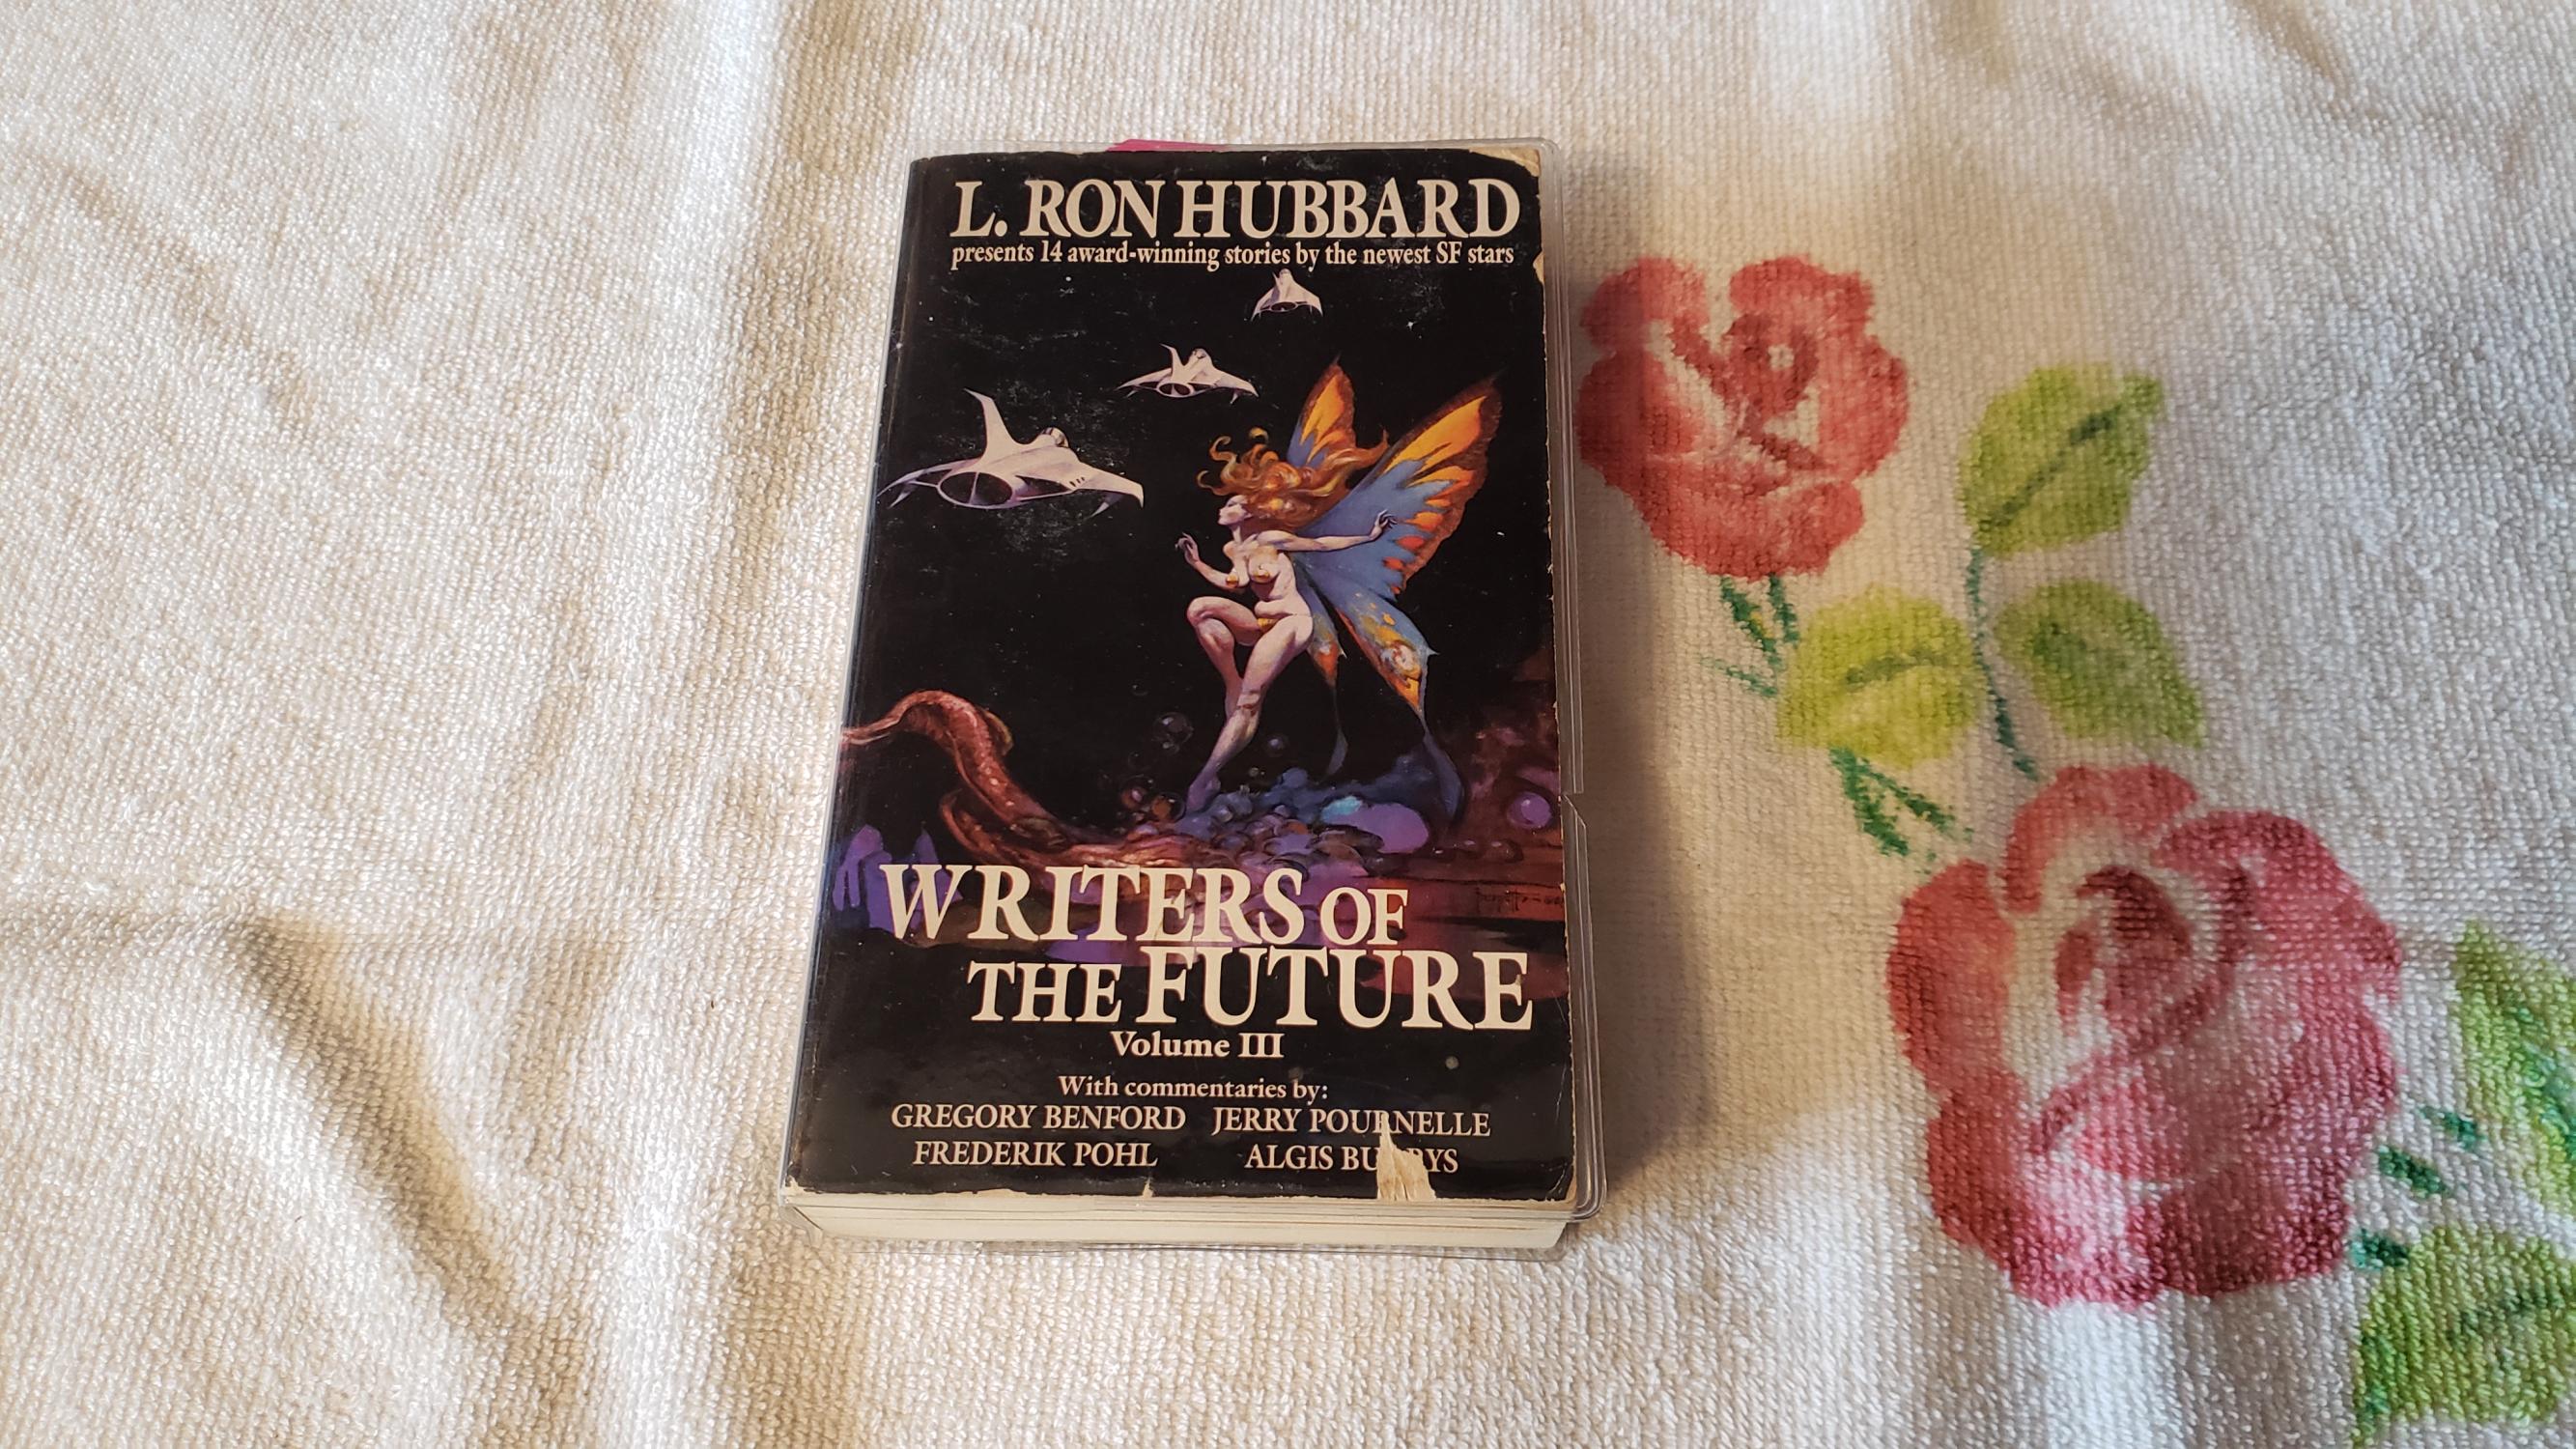 L. RON HUBBARD
presents 14 award-winning stories by the newest SF stars
WRITERS OF
THE FUTURE
Volume III
With commentaries by:
GREGORY BENFORD JERRY POURNELLE
FREDERIK POHL ALGIS